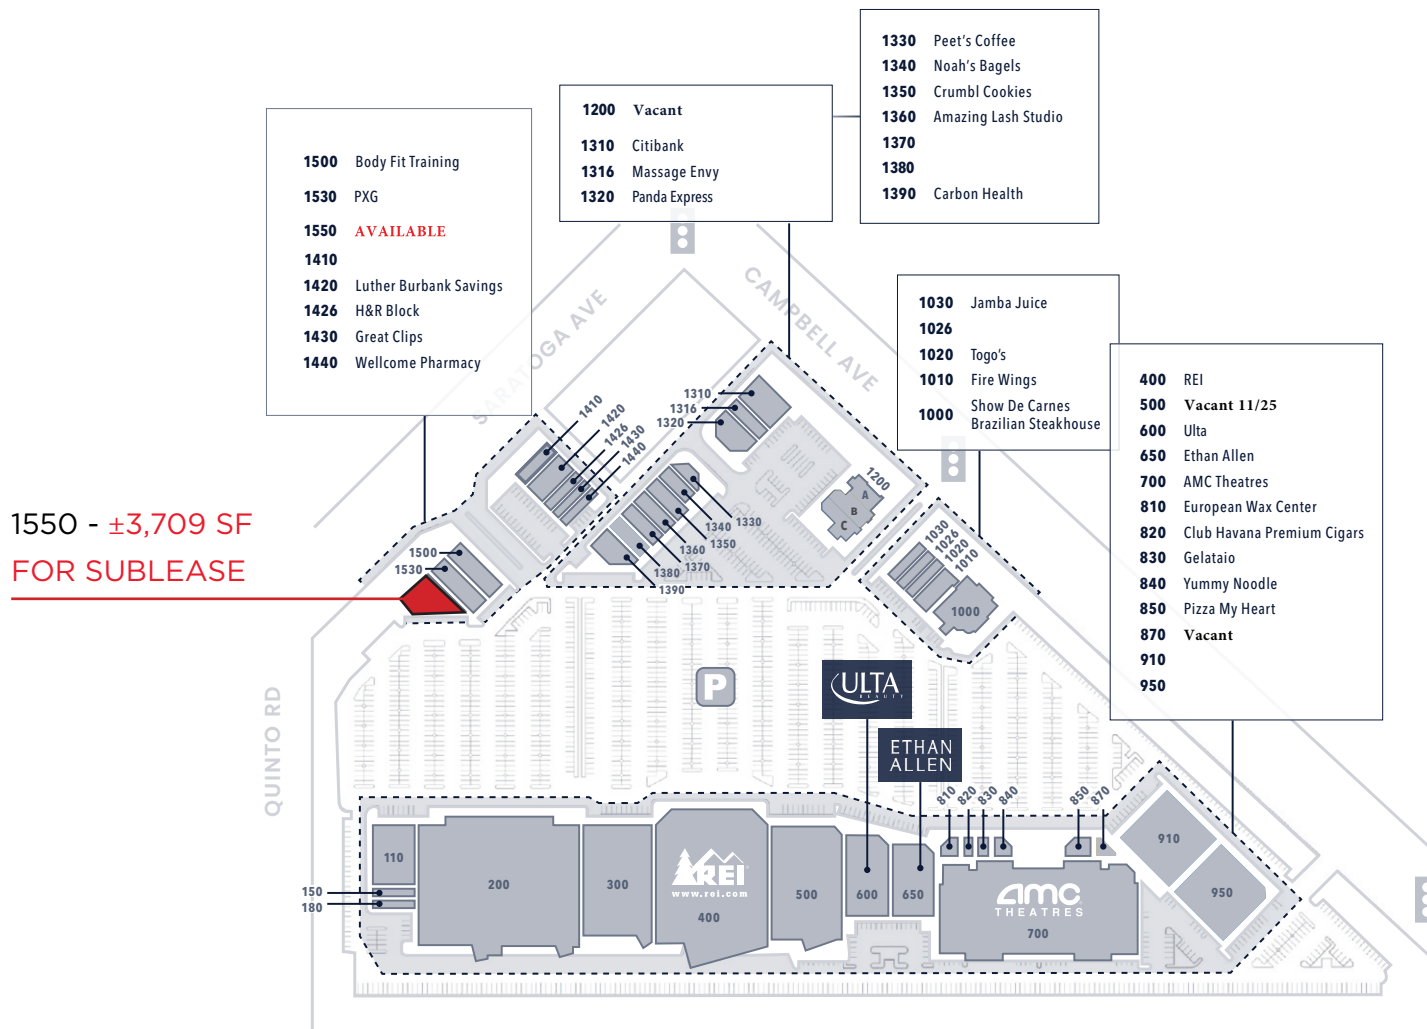 1330 Peet's Coffee
1340 Noah's Bagels
1350 Crumbl Cookies
1360 Amazing Lash Studio
1370
1380
1390 Carbon Health
1200 Vacant
1310 Citibank
1316 Massage Envy
1320 Panda Express
1500 Body Fit Training
1530 PXG
1550 AVAILABLE
1410
1420 Luther Burbank Savings
1426 H&R Block
1430 Great Clips
1440 Wellcome Pharmacy
1030 Jamba Juice
1026
1020 Togo's
1010 Fire Wings
1000 Show De Carnes
Brazilian Steakhouse
400 REI
500 Vacant 11/25
600 Ulta
650 Ethan Allen
700 AMC Theatres
810 European Wax Center
820 Club Havana Premium Cigars
830 Gelataio
840 Yummy Noodle
850 Pizza My Heart
870 Vacant
910
950
SARATOGA AVE
CAMPBELL AVE
QUINTO RD
1550 - ±3,709 SF
FOR SUBLEASE
1410
1420
1426
1430
1440
1310
1316
1320
1500
1530
1330
1340
1350
1360
1370
1380
1390
1200
A
B
C
1030
1026
1020
1010
1000
P
ULTA
BEAUTY
ETHAN
ALLEN
810
820
830
840
850
870
910
950
110
150
180
200
300
REI
www.rei.com
400
500
600
650
amc
THEATRES
700